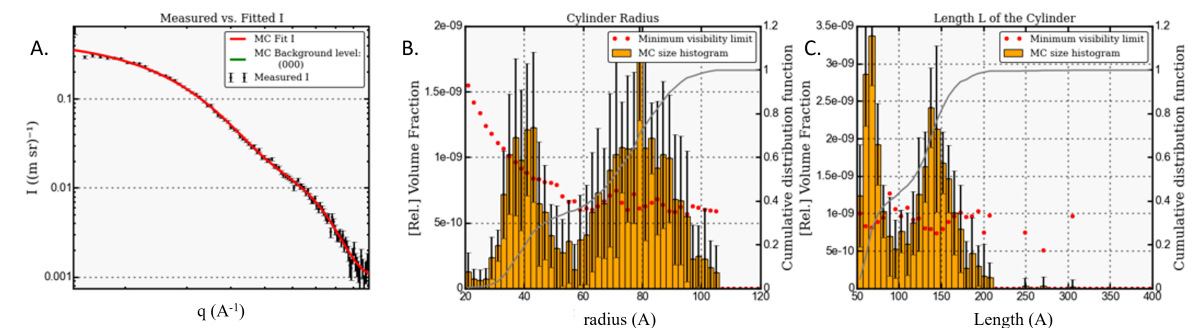 A.
Measured vs. Fitted I
MC Fit I
MC Background level:
(000)
Measured I
0.1
0.01
0.001
I ((m sr)⁻¹)
q (A⁻¹)
B.
Cylinder Radius
Minimum visibility limit
MC size histogram
2e-09
1.5e-09
1e-09
5e-10
0
[Rel.] Volume Fraction
20 40 60 80 100 120
radius (A)
1.2
1
0.8
0.6
0.4
0.2
0
Cumulative distribution function
C.
Length L of the Cylinder
Minimum visibility limit
MC size histogram
3.5e-09
3e-09
2.5e-09
2e-09
1.5e-09
1e-09
5e-10
0
[Rel.] Volume Fraction
50 100 150 200 250 300 350 400
Length (A)
1.2
1
0.8
0.6
0.4
0.2
0
Cumulative distribution function